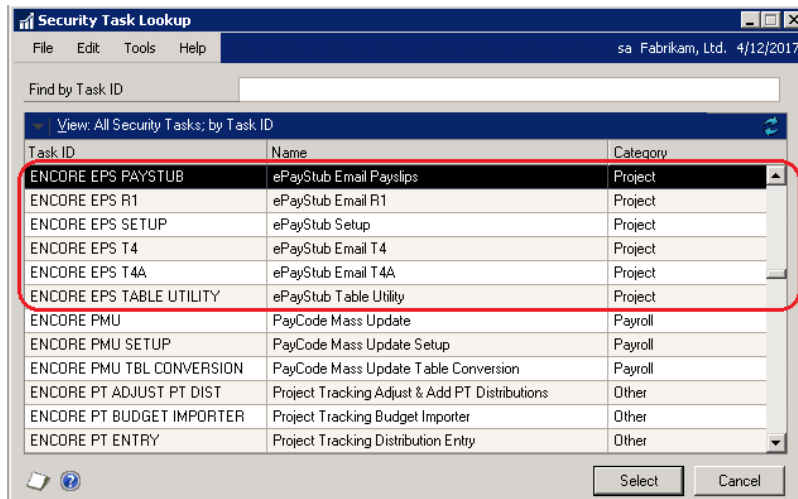 Security Task Lookup
File Edit Tools Help sa Fabrikam, Ltd. 4/12/2017
Find by Task ID
View: All Security Tasks; by Task ID
Task ID Name Category
ENCORE EPS PAYSTUB ePayStub Email Payslips Project
ENCORE EPS R1 ePayStub Email R1 Project
ENCORE EPS SETUP ePayStub Setup Project
ENCORE EPS T4 ePayStub Email T4 Project
ENCORE EPS T4A ePayStub Email T4A Project
ENCORE EPS TABLE UTILITY ePayStub Table Utility Project
ENCORE PMU PayCode Mass Update Payroll
ENCORE PMU SETUP PayCode Mass Update Setup Payroll
ENCORE PMU TBL CONVERSION PayCode Mass Update Table Conversion Payroll
ENCORE PT ADJUST PT DIST Project Tracking Adjust & Add PT Distributions Other
ENCORE PT BUDGET IMPORTER Project Tracking Budget Importer Other
ENCORE PT ENTRY Project Tracking Distribution Entry Other
Select Cancel